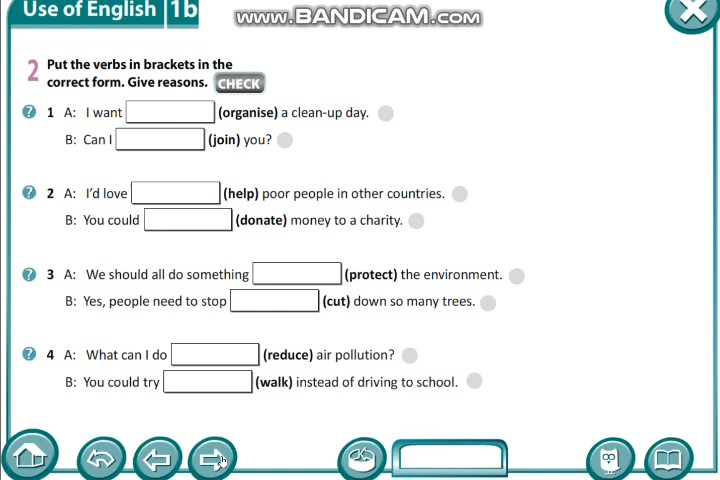 Use of English 1b
www.BANDICAM.com
2 Put the verbs in brackets in the
correct form. Give reasons. CHECK
? 1 A: I want (organise) a clean-up day.
B: Can I (join) you?
? 2 A: I'd love (help) poor people in other countries.
B: You could (donate) money to a charity.
? 3 A: We should all do something (protect) the environment.
B: Yes, people need to stop (cut) down so many trees.
? 4 A: What can I do (reduce) air pollution?
B: You could try (walk) instead of driving to school.